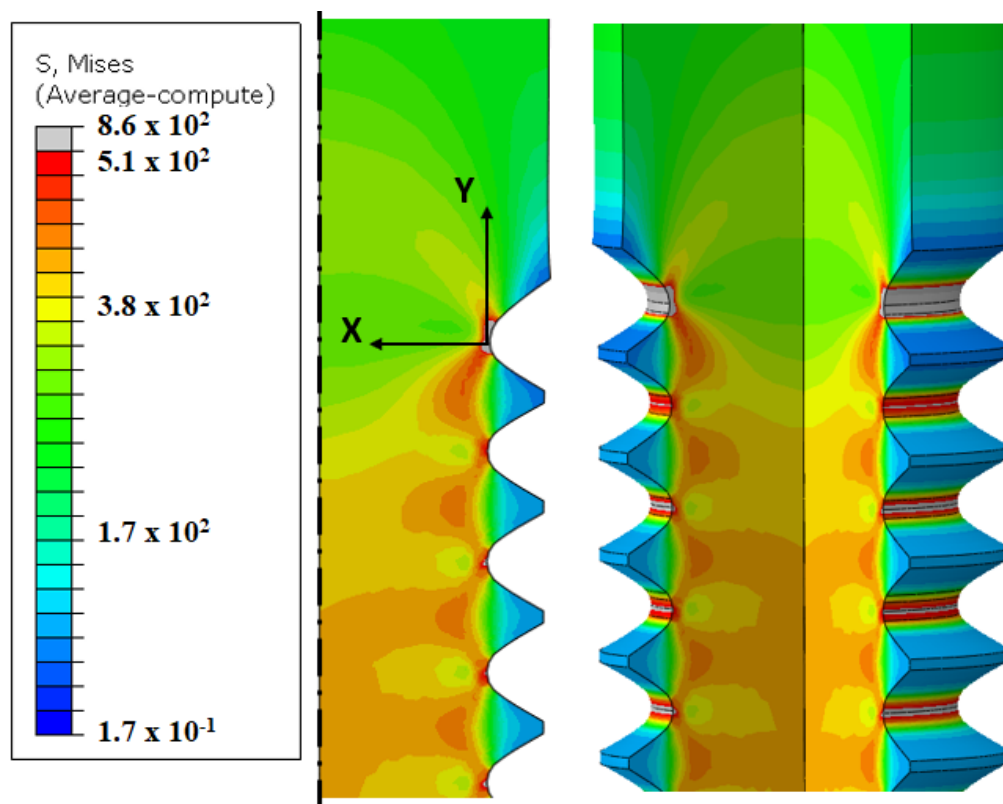 S, Mises
(Average-compute)
8.6 x 10²
5.1 x 10²
3.8 x 10²
1.7 x 10²
1.7 x 10⁻¹
Y
X